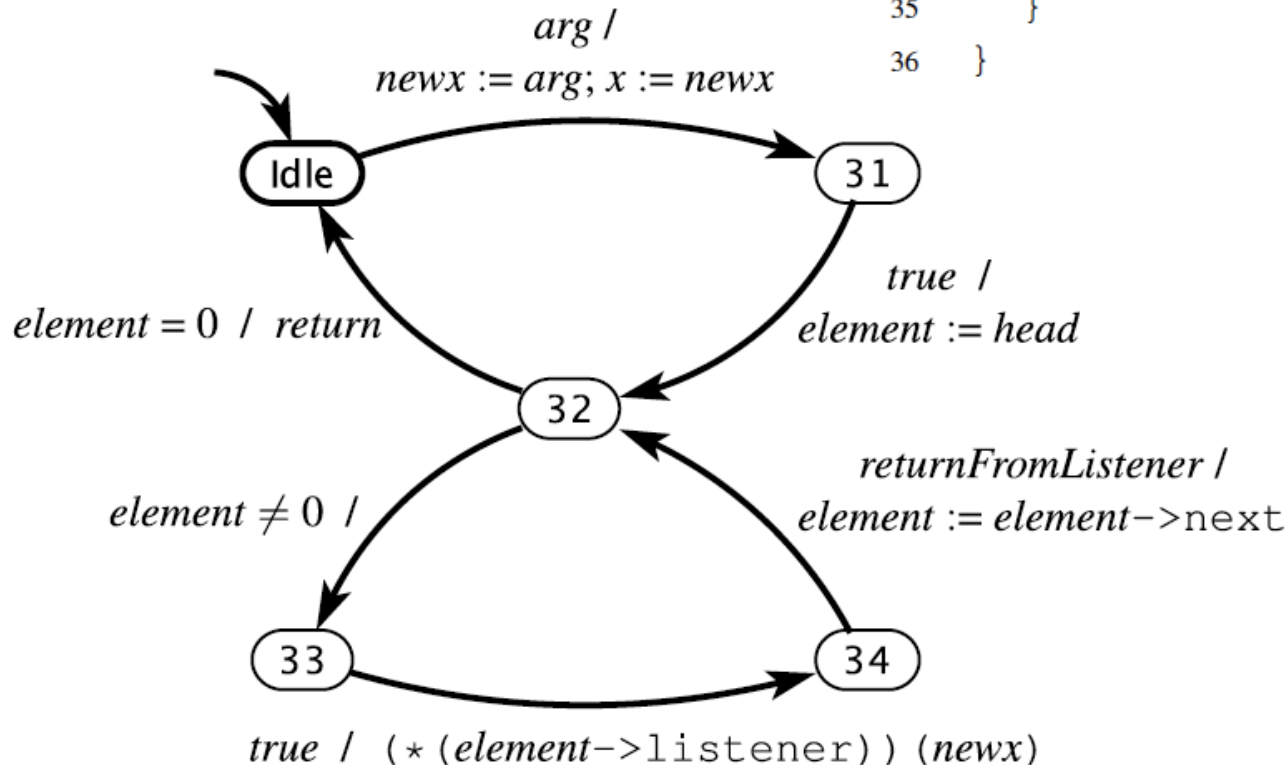 35 }
36 }
arg /
newx := arg; x := newx
Idle
31
true /
element := head
element = 0 / return
32
returnFromListener /
element := element->next
element ≠ 0 /
33
34
true / (*(element->listener))(newx)